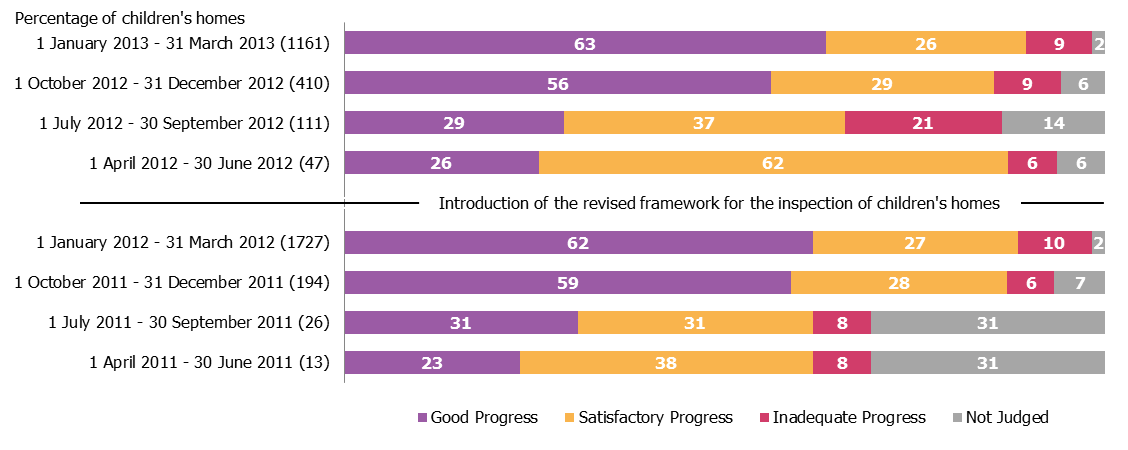 Percentage of children's homes
1 January 2013 - 31 March 2013 (1161) 63 26 9 2
1 October 2012 - 31 December 2012 (410) 56 29 9 6
1 July 2012 - 30 September 2012 (111) 29 37 21 14
1 April 2012 - 30 June 2012 (47) 26 62 6 6
Introduction of the revised framework for the inspection of children's homes
1 January 2012 - 31 March 2012 (1727) 62 27 10 2
1 October 2011 - 31 December 2011 (194) 59 28 6 7
1 July 2011 - 30 September 2011 (26) 31 31 8 31
1 April 2011 - 30 June 2011 (13) 23 38 8 31
Good Progress Satisfactory Progress Inadequate Progress Not Judged